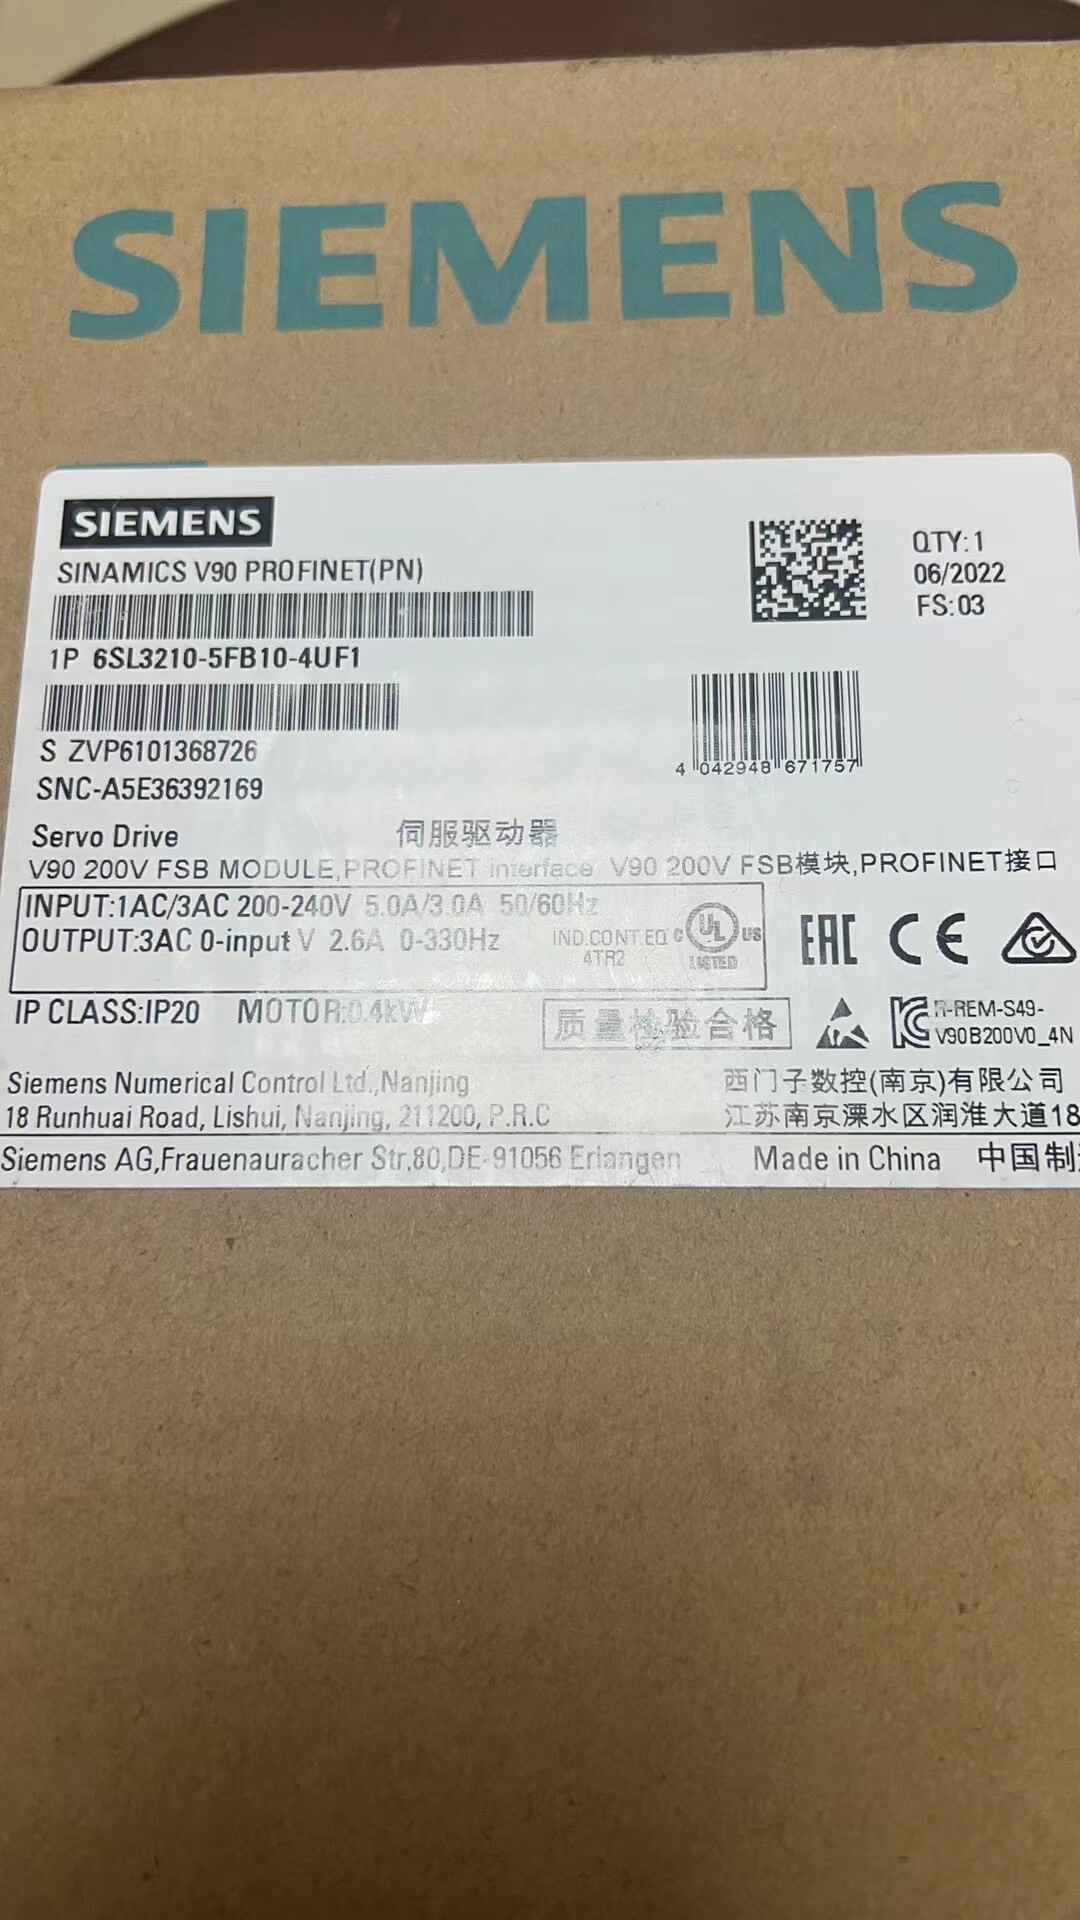 SIEMENS
SIEMENS
SINAMICS V90 PROFINET(PN)
QTY:1
06/2022
FS:03
1P 6SL3210-5FB10-4UF1
S ZVP6101368726
4 042948 671757
SNC-A5E36392169
Servo Drive 伺服驱动器
V90 200V FSB MODULE,PROFINET interface V90 200V FSB模块,PROFINET接口
INPUT:1AC/3AC 200-240V 5.0A/3.0A 50/60Hz
OUTPUT:3AC 0-input V 2.6A 0-330Hz
IND.CONT.EQ
4TR2
C UL US
LISTED
EAC CE
IP CLASS:IP20 MOTOR:0.4kW
质量检验合格
R-REM-S49-
V90B200V0_4N
Siemens Numerical Control Ltd.,Nanjing 西门子数控(南京)有限公司
18 Runhuai Road, Lishui, Nanjing, 211200, P.R.C 江苏南京溧水区润淮大道18
Siemens AG,Frauenauracher Str.80,DE-91056 Erlangen Made in China 中国制